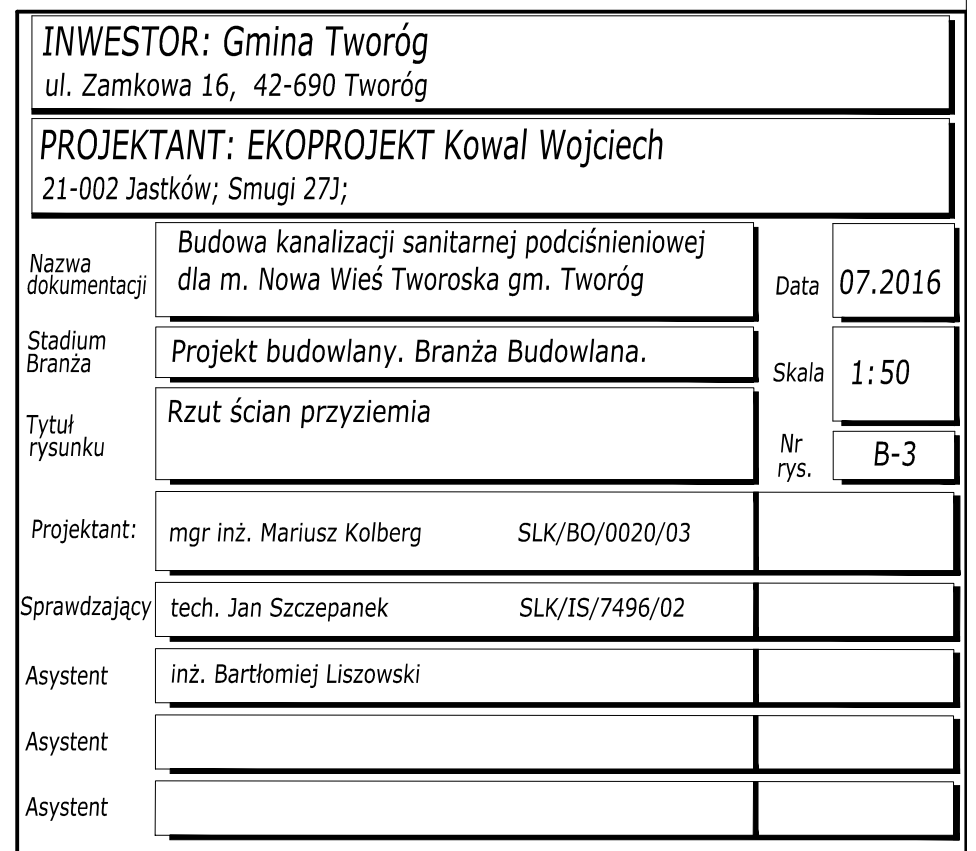 INWESTOR: Gmina Tworóg
ul. Zamkowa 16, 42-690 Tworóg
PROJEKTANT: EKOPROJEKT Kowal Wojciech
21-002 Jastków; Smugi 27J;
Nazwa
dokumentacji
Budowa kanalizacji sanitarnej podciśnieniowej
dla m. Nowa Wieś Tworoska gm. Tworóg
Data
07.2016
Stadium
Branża
Projekt budowlany. Branża Budowlana.
Skala
1:50
Tytuł
rysunku
Rzut ścian przyziemia
Nr
rys.
B-3
Projektant:
mgr inż. Mariusz Kolberg SLK/BO/0020/03
Sprawdzający
tech. Jan Szczepanek SLK/IS/7496/02
Asystent
inż. Bartłomiej Liszowski
Asystent
Asystent